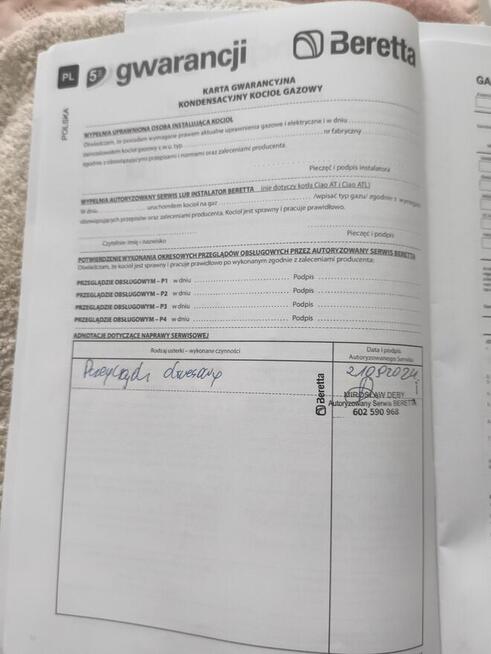 PL 5 gwarancji Beretta
POLSKA
KARTA GWARANCYJNA
KONDENSACYJNY KOCIOŁ GAZOWY
WYPEŁNIA UPRAWNIONA OSOBA INSTALUJĄCA KOCIOŁ
Oświadczam, że posiadam wymagane prawem aktualne uprawnienia gazowe i elektryczne i w dniu
zainstalowałem kocioł gazowy c.w.u. typ nr fabryczny
zgodnie z obowiązującymi przepisami i normami oraz zaleceniami producenta.
Pieczęć i podpis instalatora
WYPEŁNIA AUTORYZOWANY SERWIS LUB INSTALATOR BERETTA (nie dotyczy kotła Ciao AT i Ciao ATL)
W dniu uruchomiłem kocioł na gaz /wpisać typ gazu/ zgodnie z
obowiązujących przepisów oraz zaleceniami producenta. Kocioł jest sprawny i pracuje prawidłowo.
Czytelnie imię i nazwisko Pieczęć i podpis
POTWIERDZENIE WYKONANIA OKRESOWYCH PRZEGLĄDÓW OBSŁUGOWYCH PRZEZ AUTORYZOWANY SERWIS BERETTA
Oświadczam, że kocioł jest sprawny i pracuje prawidłowo po wykonanym zgodnie z zaleceniami producenta:
PRZEGLĄDZIE OBSŁUGOWYM – P1 w dniu Podpis
PRZEGLĄDZIE OBSŁUGOWYM – P2 w dniu Podpis
PRZEGLĄDZIE OBSŁUGOWYM – P3 w dniu Podpis
PRZEGLĄDZIE OBSŁUGOWYM – P4 w dniu Podpis
ADNOTACJE DOTYCZĄCE NAPRAWY SERWISOWEJ
Rodzaj usterki – wykonane czynności
Data i podpis
Autoryzowanego Serwisu
Przegląd okresowy
Beretta
MIROSŁAW DĘBY
Autoryzowany Serwis BERETTA
602 590 968
GA